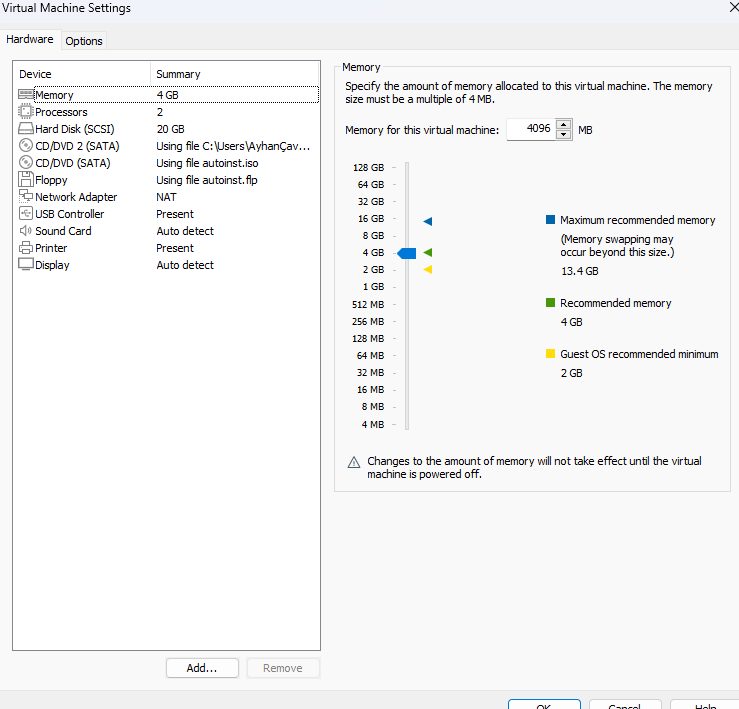 Virtual Machine Settings
Hardware Options
Device Summary
Memory 4 GB
Processors 2
Hard Disk (SCSI) 20 GB
CD/DVD 2 (SATA) Using file C:\Users\AyhanÇav...
CD/DVD (SATA) Using file autoinst.iso
Floppy Using file autoinst.flp
Network Adapter NAT
USB Controller Present
Sound Card Auto detect
Printer Present
Display Auto detect
Add... Remove
Memory
Specify the amount of memory allocated to this virtual machine. The memory
size must be a multiple of 4 MB.
Memory for this virtual machine: 4096 MB
128 GB
64 GB
32 GB
16 GB
8 GB
4 GB
2 GB
1 GB
512 MB
256 MB
128 MB
64 MB
32 MB
16 MB
8 MB
4 MB
Maximum recommended memory
(Memory swapping may
occur beyond this size.)
13.4 GB
Recommended memory
4 GB
Guest OS recommended minimum
2 GB
Changes to the amount of memory will not take effect until the virtual
machine is powered off.
OK Cancel Help